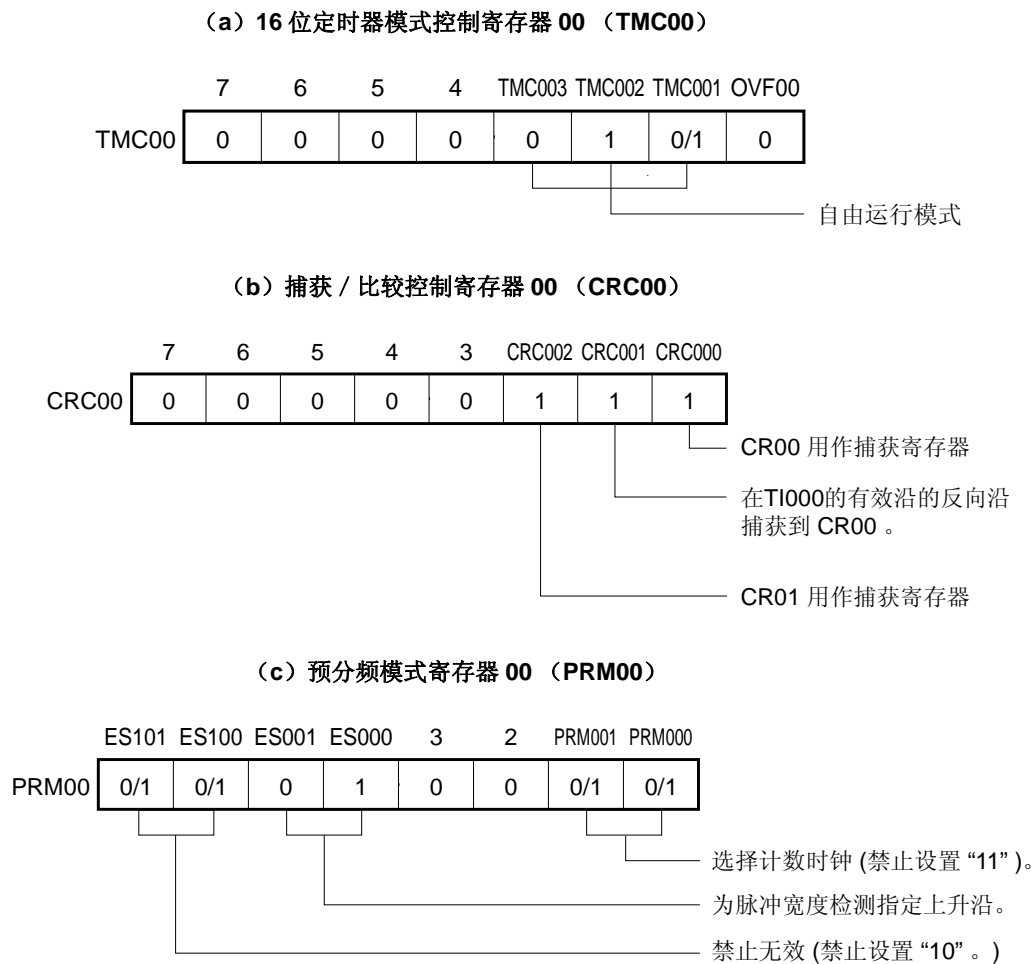 （a）16 位定时器模式控制寄存器 00 （TMC00）
7 6 5 4 TMC003 TMC002 TMC001 OVF00
TMC00 0 0 0 0 0 1 0/1 0
自由运行模式
（b）捕获 / 比较控制寄存器 00 （CRC00）
7 6 5 4 3 CRC002 CRC001 CRC000
CRC00 0 0 0 0 0 1 1 1
CR00 用作捕获寄存器
在TI000的有效沿的反向沿
捕获到 CR00 。
CR01 用作捕获寄存器
（c）预分频模式寄存器 00 （PRM00）
ES101 ES100 ES001 ES000 3 2 PRM001 PRM000
PRM00 0/1 0/1 0 1 0 0 0/1 0/1
选择计数时钟 (禁止设置 “11” )。
为脉冲宽度检测指定上升沿。
禁止无效 (禁止设置 “10” 。)